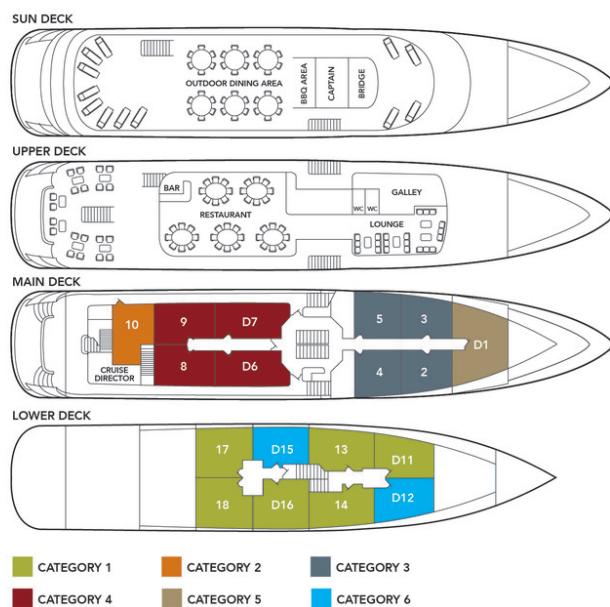 SUN DECK
OUTDOOR DINING AREA
BBQ AREA
CAPTAIN
BRIDGE
UPPER DECK
BAR
RESTAURANT
WC
WC
GALLEY
LOUNGE
MAIN DECK
10
9
D7
5
3
D1
8
D6
4
2
CRUISE
DIRECTOR
LOWER DECK
17
D15
13
D11
18
D16
14
D12
CATEGORY 1
CATEGORY 2
CATEGORY 3
CATEGORY 4
CATEGORY 5
CATEGORY 6